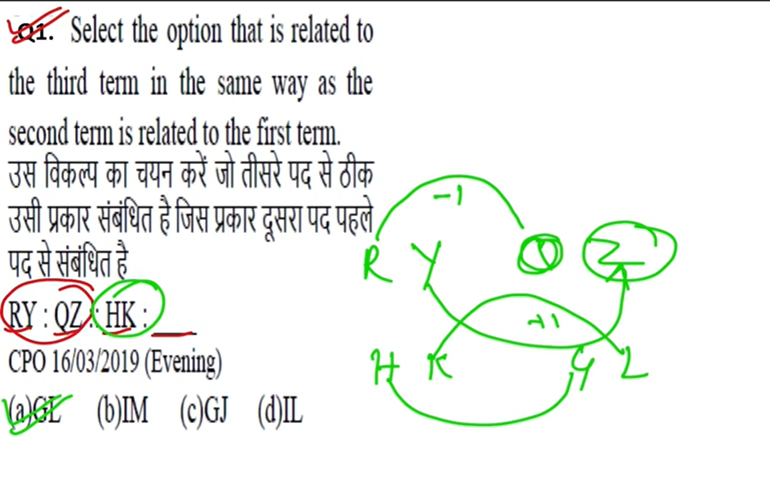 Q1. Select the option that is related to
the third term in the same way as the
second term is related to the first term.
उस विकल्प का चयन करें जो तीसरे पद से ठीक
उसी प्रकार संबंधित है जिस प्रकार दूसरा पद पहले
पद से संबंधित है
RY : QZ :: HK : ____
CPO 16/03/2019 (Evening)
(a)GL (b)IM (c)GJ (d)IL
-1
R Y Q Z
+1
H K G L